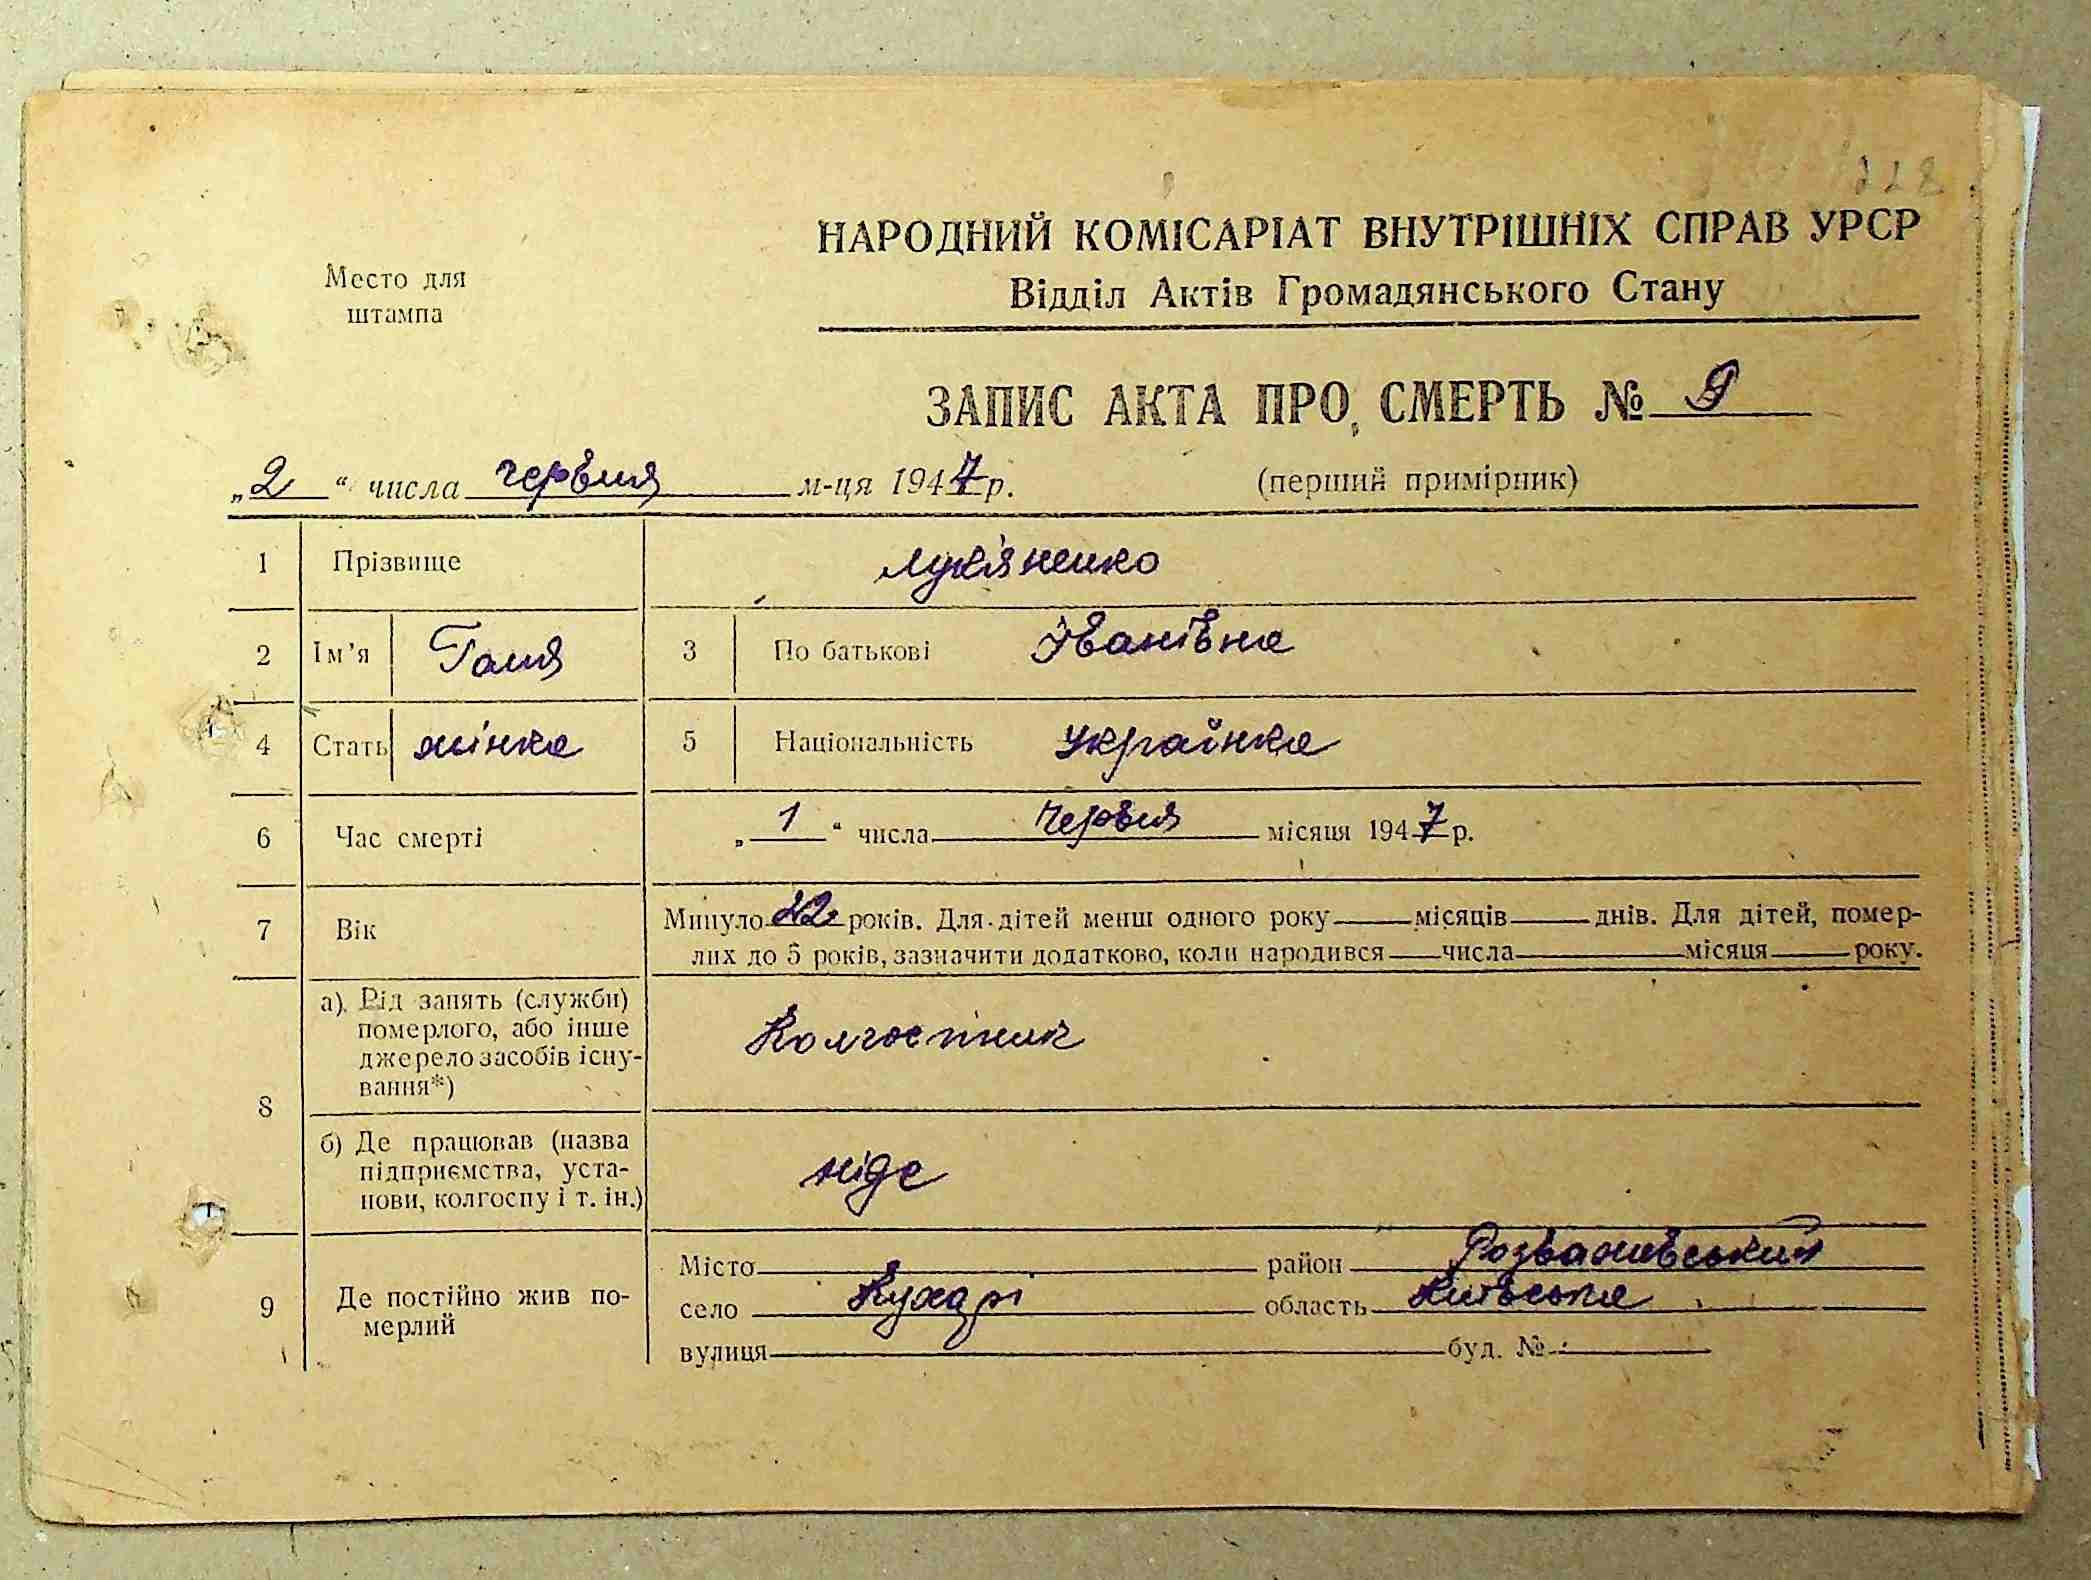 228
НАРОДНИЙ КОМІСАРІАТ ВНУТРІШНІХ СПРАВ УРСР
Место для штампа
Відділ Актів Громадянського Стану
ЗАПИС АКТА ПРО СМЕРТЬ № 9
„2“ числа червня м-ця 1947 р. (перший примірник)
1 Прізвище Лук'яненко
2 Ім'я Галя 3 По батькові Іванівна
4 Стать жінка 5 Національність українка
6 Час смерті „1“ числа червня місяця 1947 р.
7 Вік Минуло років. Для дітей менш одного року місяців днів. Для дітей, помер-
лих до 5 років, зазначити додатково, коли народився числа місяця року.
8 а) Рід занять (служби)
померлого, або інше
джерело засобів існу-
вання*) Колгоспник
б) Де працював (назва
підприємства, уста-
нови, колгоспу і т. ін.) ніде
9 Де постійно жив по-
мерлий
Місто район Розважівський
село Кухарі область Київська
вулиця буд. №